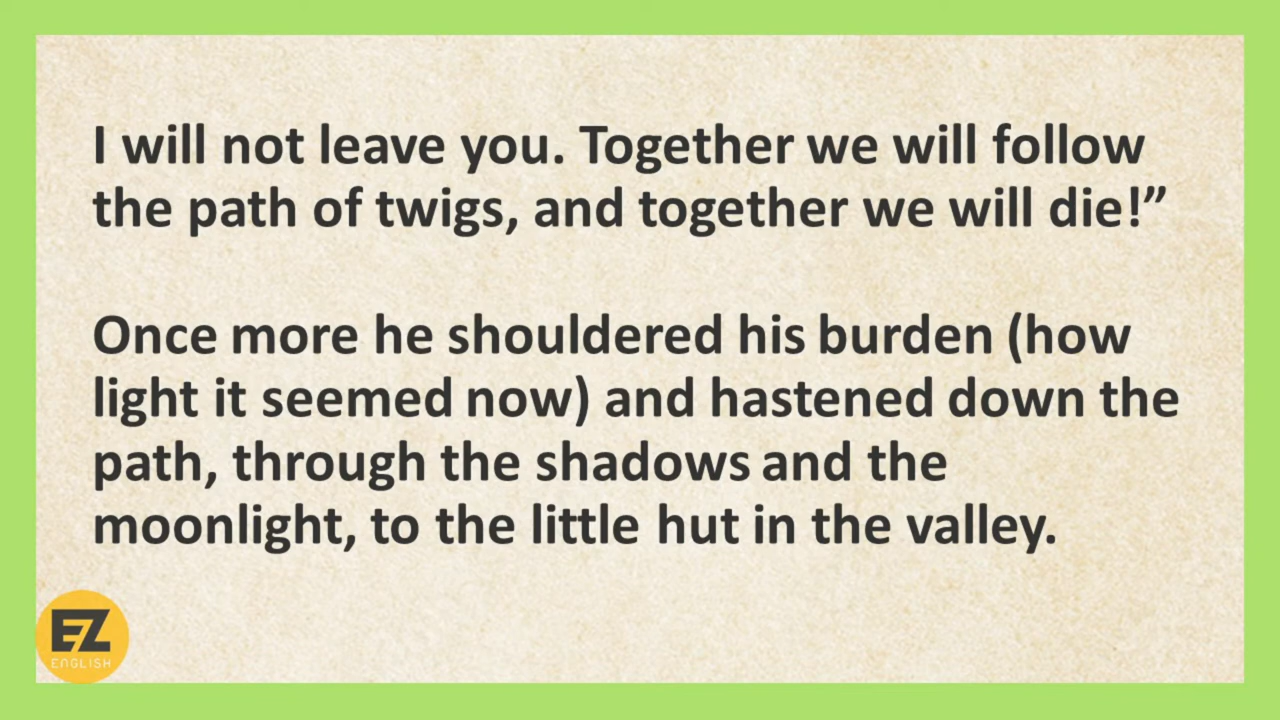 I will not leave you. Together we will follow
the path of twigs, and together we will die!”
Once more he shouldered his burden (how
light it seemed now) and hastened down the
path, through the shadows and the
moonlight, to the little hut in the valley.
EZ
ENGLISH